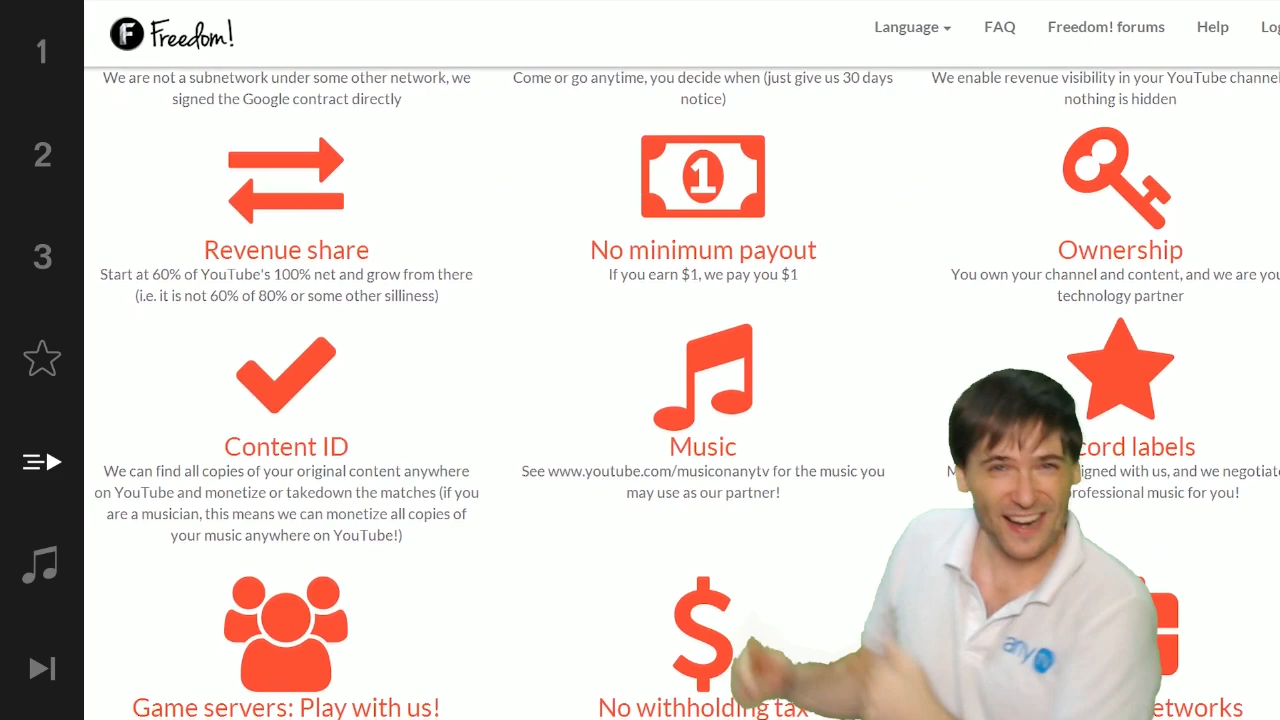 1
2
3
F Freedom!
Language
FAQ
Freedom! forums
Help
We are not a subnetwork under some other network, we
signed the Google contract directly
Come or go anytime, you decide when (just give us 30 days
notice)
We enable revenue visibility in your YouTube channel
nothing is hidden
Revenue share
Start at 60% of YouTube's 100% net and grow from there
(i.e. it is not 60% of 80% or some other silliness)
1
No minimum payout
If you earn $1, we pay you $1
Ownership
You own your channel and content, and we are
technology partner
Content ID
We can find all copies of your original content anywhere
on YouTube and monetize or takedown the matches (if you
are a musician, this means we can monetize all copies of
your music anywhere on YouTube!)
Music
See www.youtube.com/musiconanytv for the music you
may use as our partner!
labels
with us, and we
professional music for you!
Game servers: Play with us!
$
No withholding tax
any